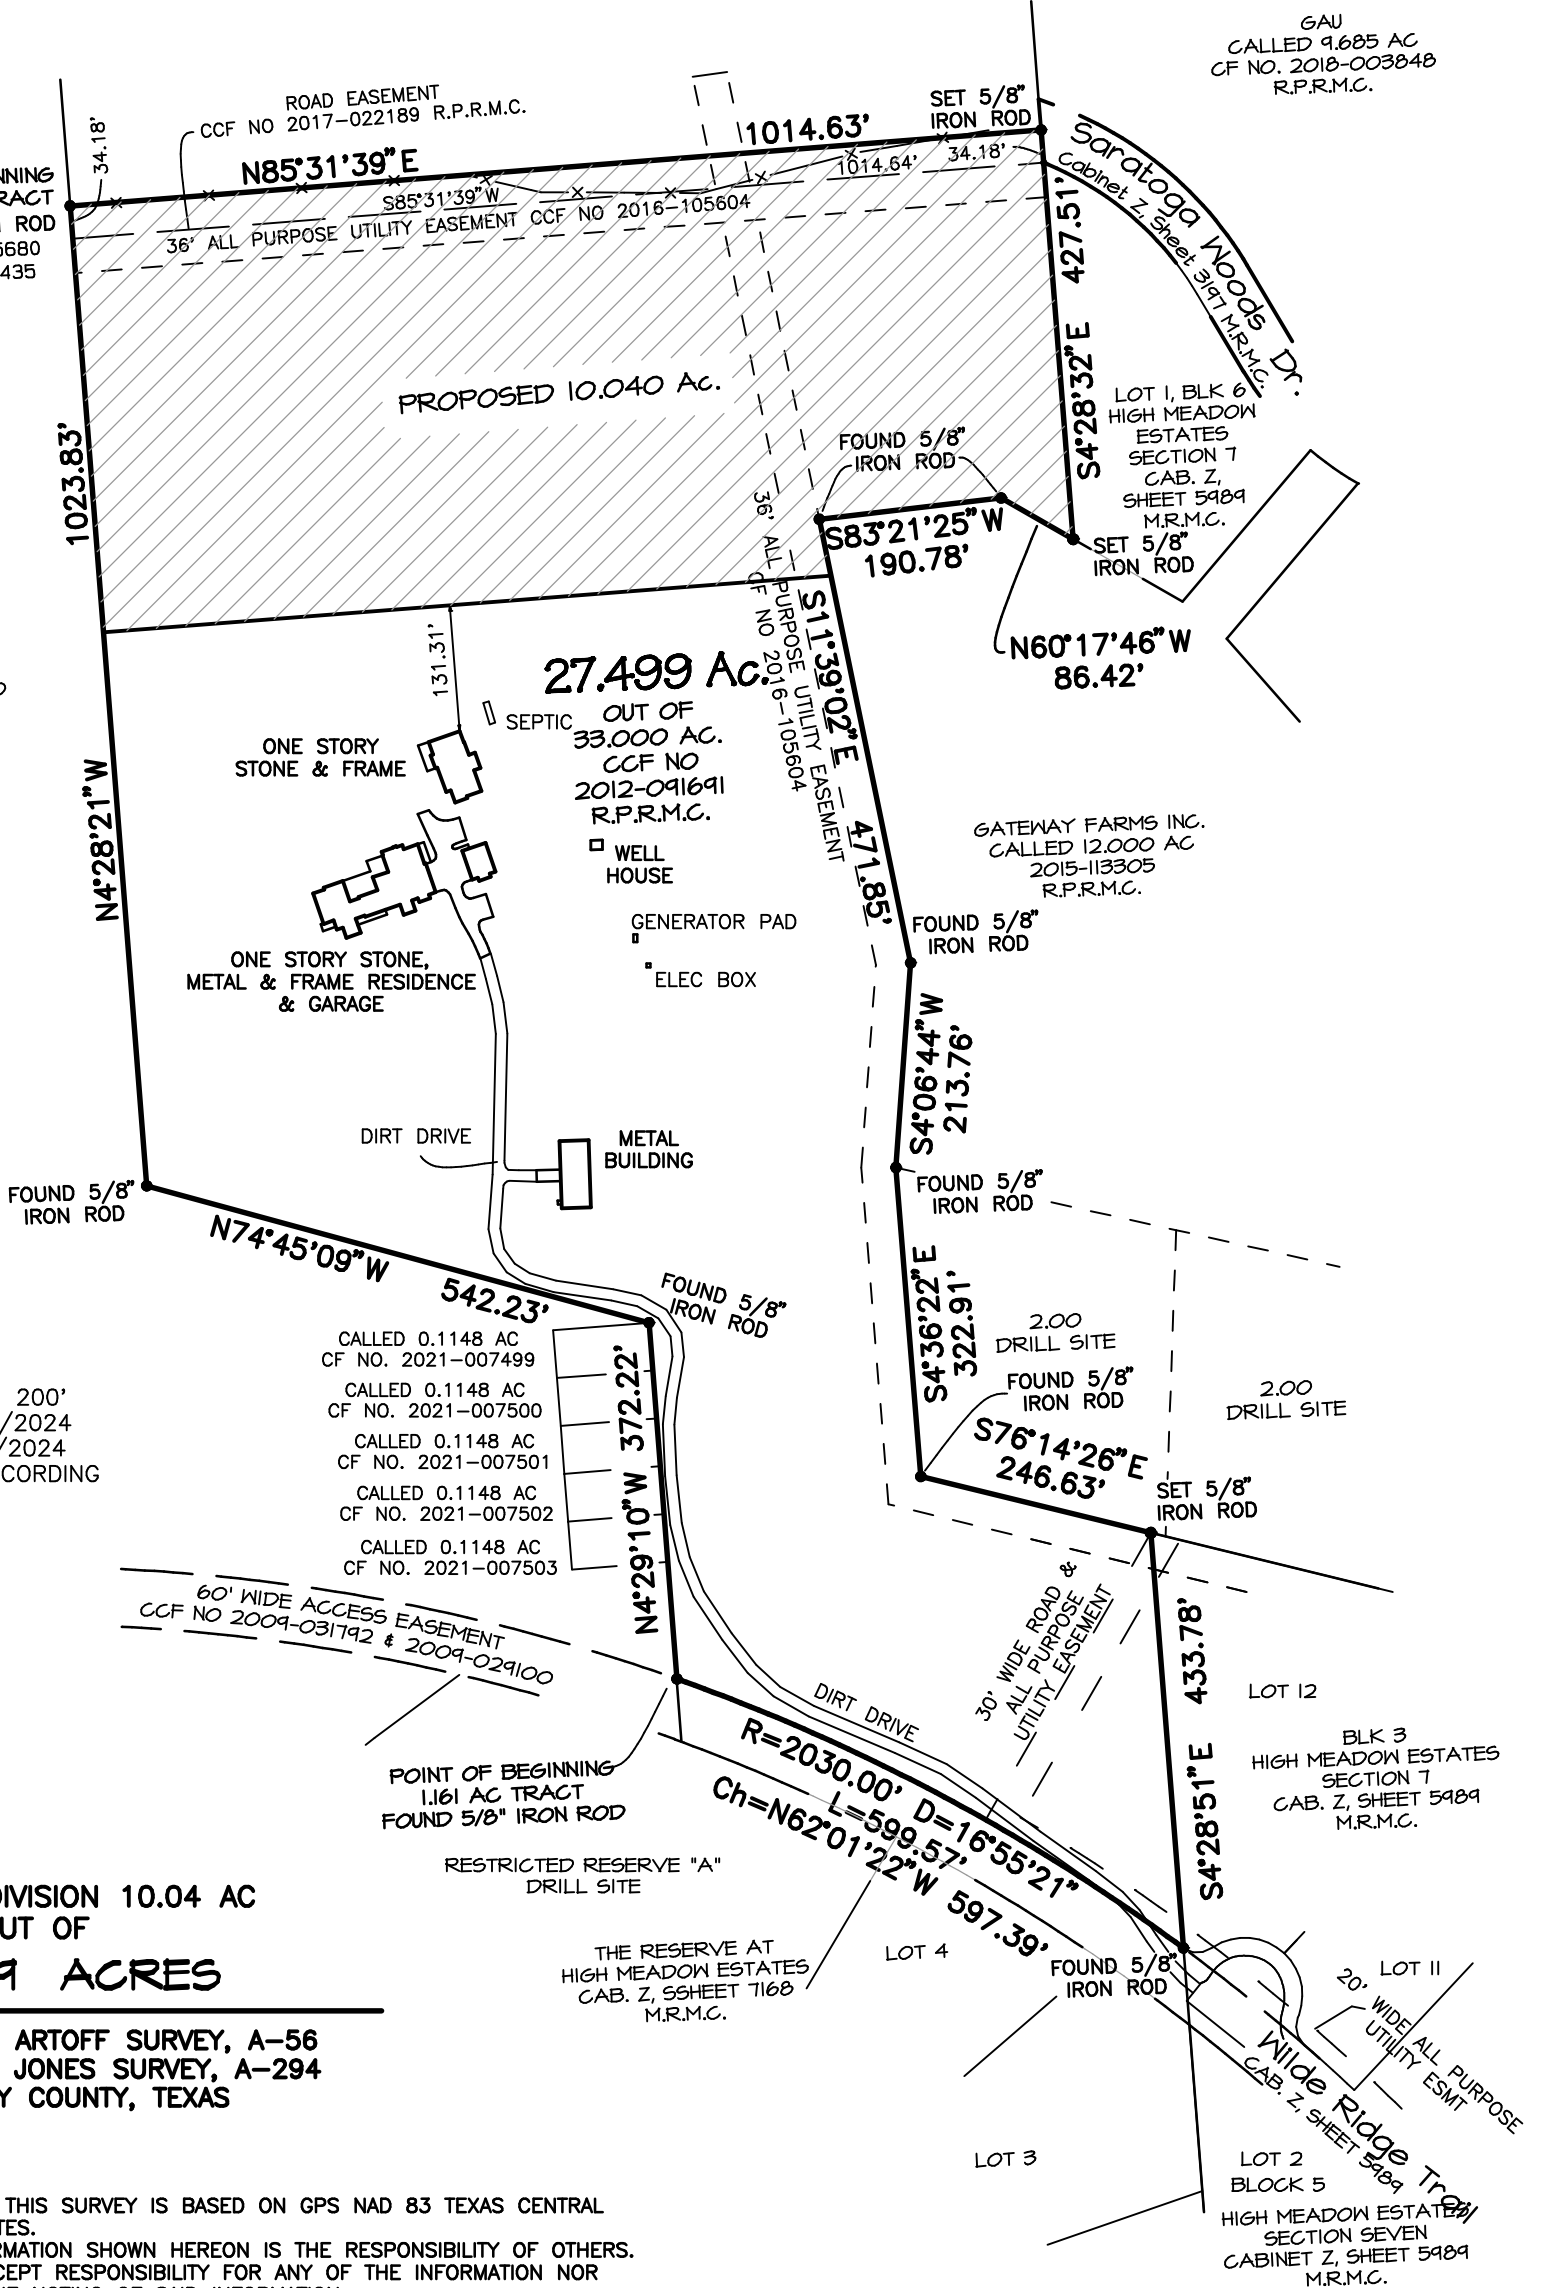 GAU
CALLED 9.685 AC
CF NO. 2018-003848
R.P.R.M.C.
ROAD EASEMENT
CCF NO 2017-022189 R.P.R.M.C.
34.18'
SET 5/8"
IRON ROD
1014.63'
N85°31'39"E
NNING
RACT
ROD
5680
435
S85°31'39"W
1014.64'
34.18'
36' ALL PURPOSE UTILITY EASEMENT CCF NO 2016-105604
Saratoga Woods Dr.
Cabinet Z, Sheet 3197 M.R.M.C.
S4°28'32"E 427.51'
PROPOSED 10.040 Ac.
LOT 1, BLK 6
HIGH MEADOW
ESTATES
SECTION 7
CAB. Z,
SHEET 5989
M.R.M.C.
FOUND 5/8"
IRON ROD
1023.83'
S83°21'25"W
190.78'
SET 5/8"
IRON ROD
N60°17'46"W
86.42'
36' ALL PURPOSE UTILITY EASEMENT
CF NO 2016-105604
S11°39'02"E 471.85'
131.31'
27.499 Ac.
OUT OF
33.000 AC.
CCF NO
2012-091691
R.P.R.M.C.
SEPTIC
ONE STORY
STONE & FRAME
N4°28'21"W
WELL
HOUSE
GATEWAY FARMS INC.
CALLED 12.000 AC
2015-113305
R.P.R.M.C.
GENERATOR PAD
FOUND 5/8"
IRON ROD
ONE STORY STONE,
METAL & FRAME RESIDENCE
& GARAGE
ELEC BOX
S4°06'44"W
213.76'
DIRT DRIVE
METAL
BUILDING
FOUND 5/8"
IRON ROD
FOUND 5/8"
IRON ROD
N74°45'09"W 542.23'
FOUND 5/8"
IRON ROD
S4°36'22"E
322.91'
2.00
DRILL SITE
CALLED 0.1148 AC
CF NO. 2021-007499
CALLED 0.1148 AC
CF NO. 2021-007500
CALLED 0.1148 AC
CF NO. 2021-007501
CALLED 0.1148 AC
CF NO. 2021-007502
CALLED 0.1148 AC
CF NO. 2021-007503
N4°29'10"W 372.22'
FOUND 5/8"
IRON ROD
2.00
DRILL SITE
200'
/2024
/2024
CORDING
S76°14'26"E
246.63'
SET 5/8"
IRON ROD
60' WIDE ACCESS EASEMENT
CCF NO 2009-031792 & 2009-029100
30' WIDE ROAD &
ALL PURPOSE
UTILITY EASEMENT
S4°28'51"E 433.78'
LOT 12
BLK 3
HIGH MEADOW ESTATES
SECTION 7
CAB. Z, SHEET 5989
M.R.M.C.
DIRT DRIVE
POINT OF BEGINNING
1.161 AC TRACT
FOUND 5/8" IRON ROD
R=2030.00' D=16°55'21"
L=599.57'
Ch=N62°01'22"W 597.39'
RESTRICTED RESERVE "A"
DRILL SITE
DIVISION 10.04 AC
UT OF
9 ACRES
THE RESERVE AT
HIGH MEADOW ESTATES
CAB. Z, SSHEET 7168
M.R.M.C.
LOT 4
FOUND 5/8"
IRON ROD
LOT 11
20' WIDE ALL PURPOSE
UTILITY ESMT
ARTOFF SURVEY, A-56
JONES SURVEY, A-294
Y COUNTY, TEXAS
Wilde Ridge Trail
CAB. Z, SHEET 5989
LOT 3
LOT 2
BLOCK 5
HIGH MEADOW ESTATES
SECTION SEVEN
CABINET Z, SHEET 5989
M.R.M.C.
THIS SURVEY IS BASED ON GPS NAD 83 TEXAS CENTRAL
TES.
RMATION SHOWN HEREON IS THE RESPONSIBILITY OF OTHERS.
CEPT RESPONSIBILITY FOR ANY OF THE INFORMATION NOR